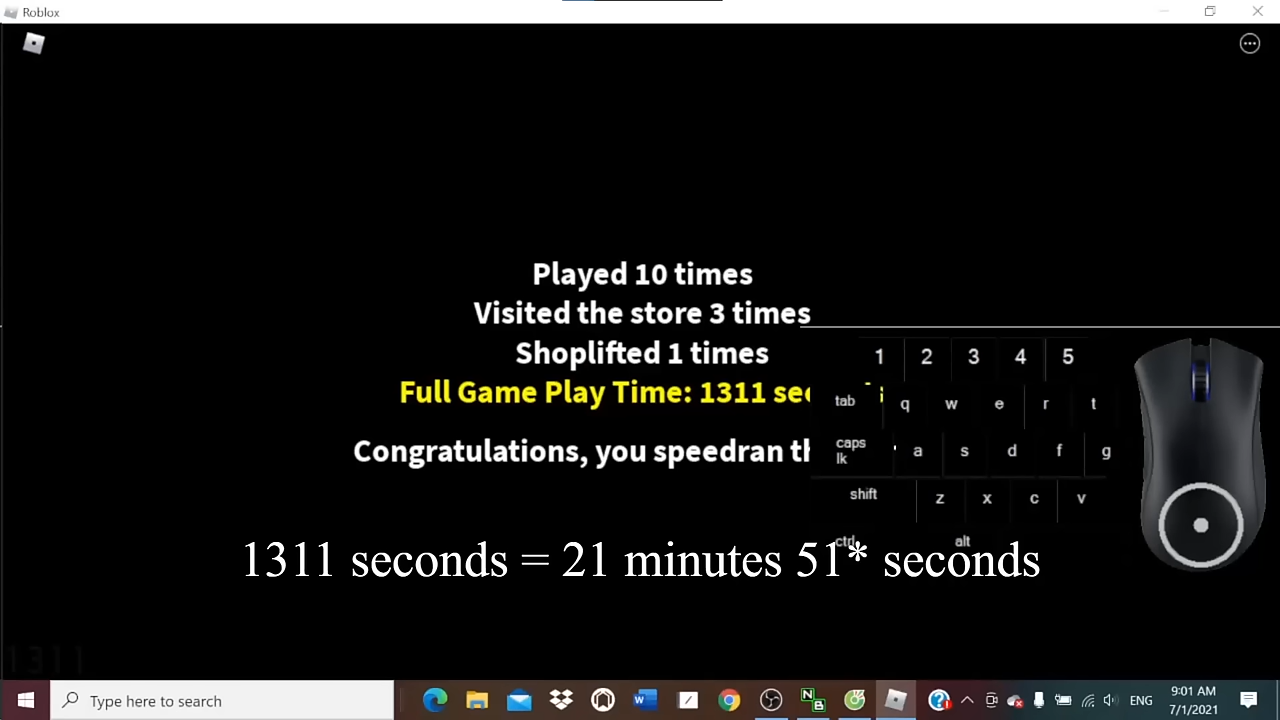 Roblox
Played 10 times
Visited the store 3 times
Shoplifted 1 times
Full Game Play Time: 1311
Congratulations, you speedran
1 2 3 4 5
tab q w e r t
caps lk a s d f g
shift z x c v
ctrl alt
1311 seconds = 21 minutes 51* seconds
1311
Type here to search
ENG
9:01 AM
7/1/2021